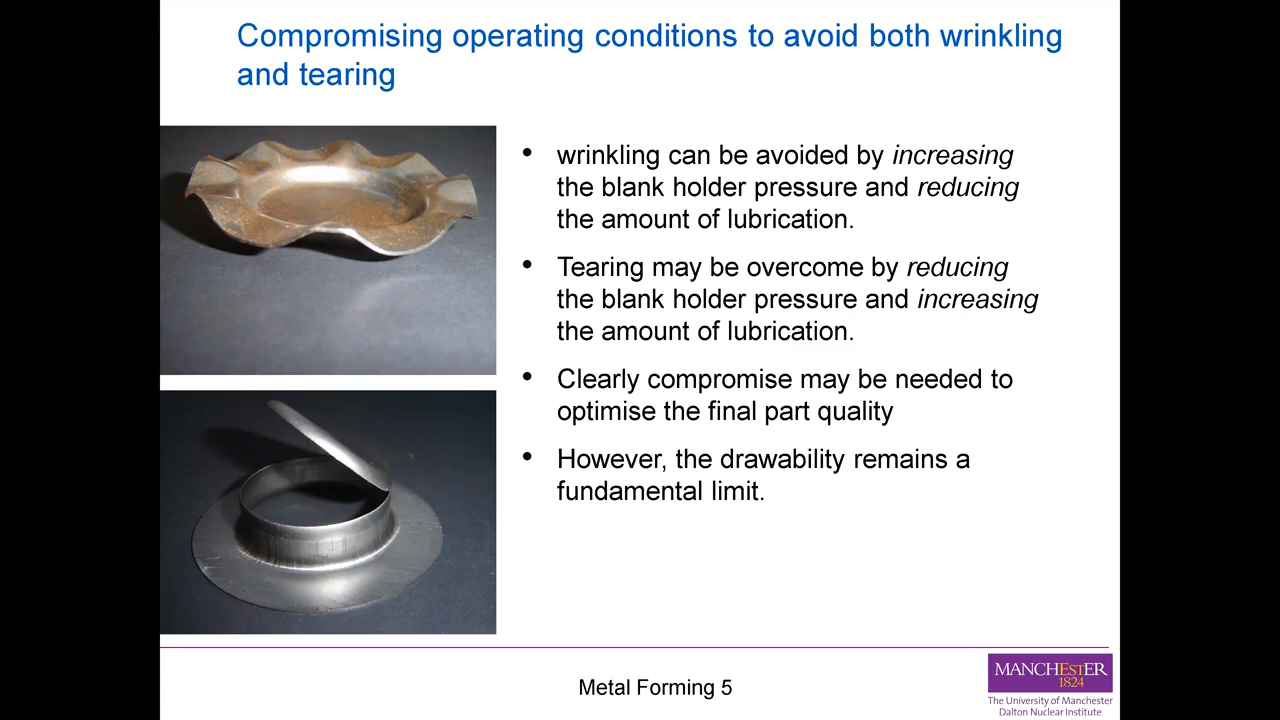 Compromising operating conditions to avoid both wrinkling
and tearing
• wrinkling can be avoided by increasing
the blank holder pressure and reducing
the amount of lubrication.
• Tearing may be overcome by reducing
the blank holder pressure and increasing
the amount of lubrication.
• Clearly compromise may be needed to
optimise the final part quality
• However, the drawability remains a
fundamental limit.
Metal Forming 5
MANCHESTER
1824
The University of Manchester
Dalton Nuclear Institute